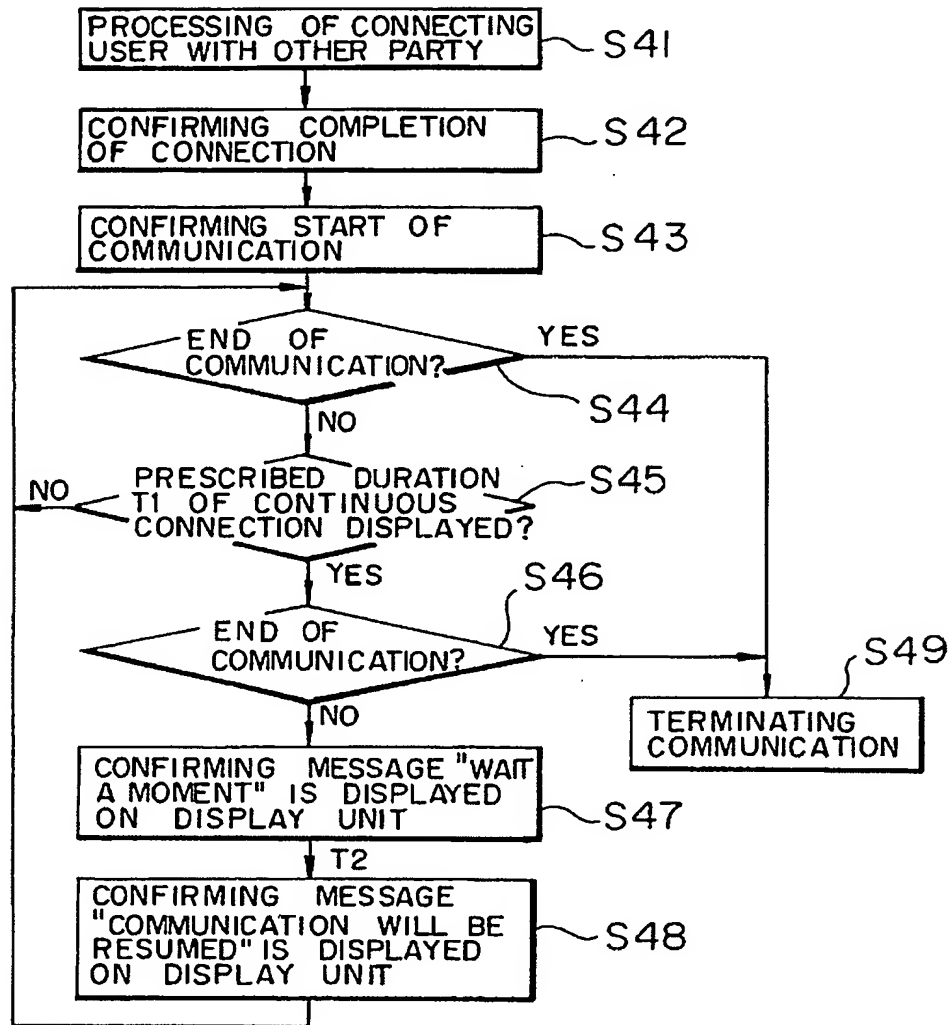 PROCESSING OF CONNECTING
USER WITH OTHER PARTY
S41
CONFIRMING COMPLETION
OF CONNECTION
S42
CONFIRMING START OF
COMMUNICATION
S43
END OF
COMMUNICATION?
YES
S44
NO
PRESCRIBED DURATION
T1 OF CONTINUOUS
CONNECTION DISPLAYED?
NO
S45
YES
S46
END OF
COMMUNICATION?
YES
S49
NO
TERMINATING
COMMUNICATION
CONFIRMING MESSAGE "WAIT
A MOMENT" IS DISPLAYED
ON DISPLAY UNIT
S47
T2
CONFIRMING MESSAGE
"COMMUNICATION WILL BE
RESUMED" IS DISPLAYED
ON DISPLAY UNIT
S48